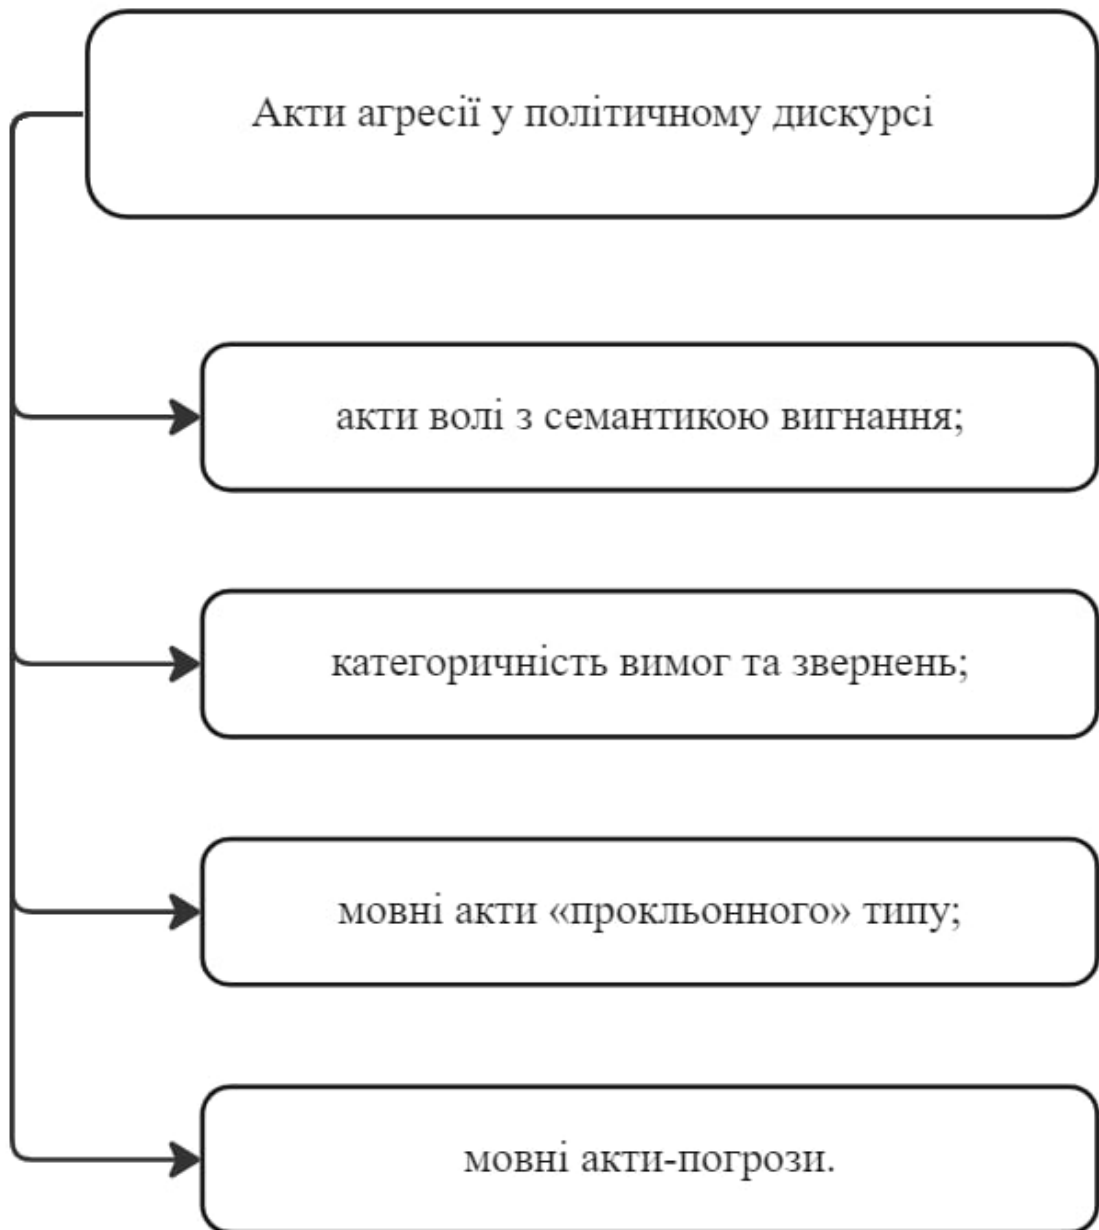 Акти агресії у політичному дискурсі
акти волі з семантикою вигнання;
категоричність вимог та звернень;
мовні акти «прокльонного» типу;
мовні акти-погрози.